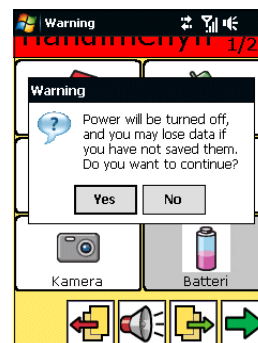 Warning
1/2
Warning
Power will be turned off,
and you may lose data if
you have not saved them.
Do you want to continue?
Yes
No
Kamera
Batteri